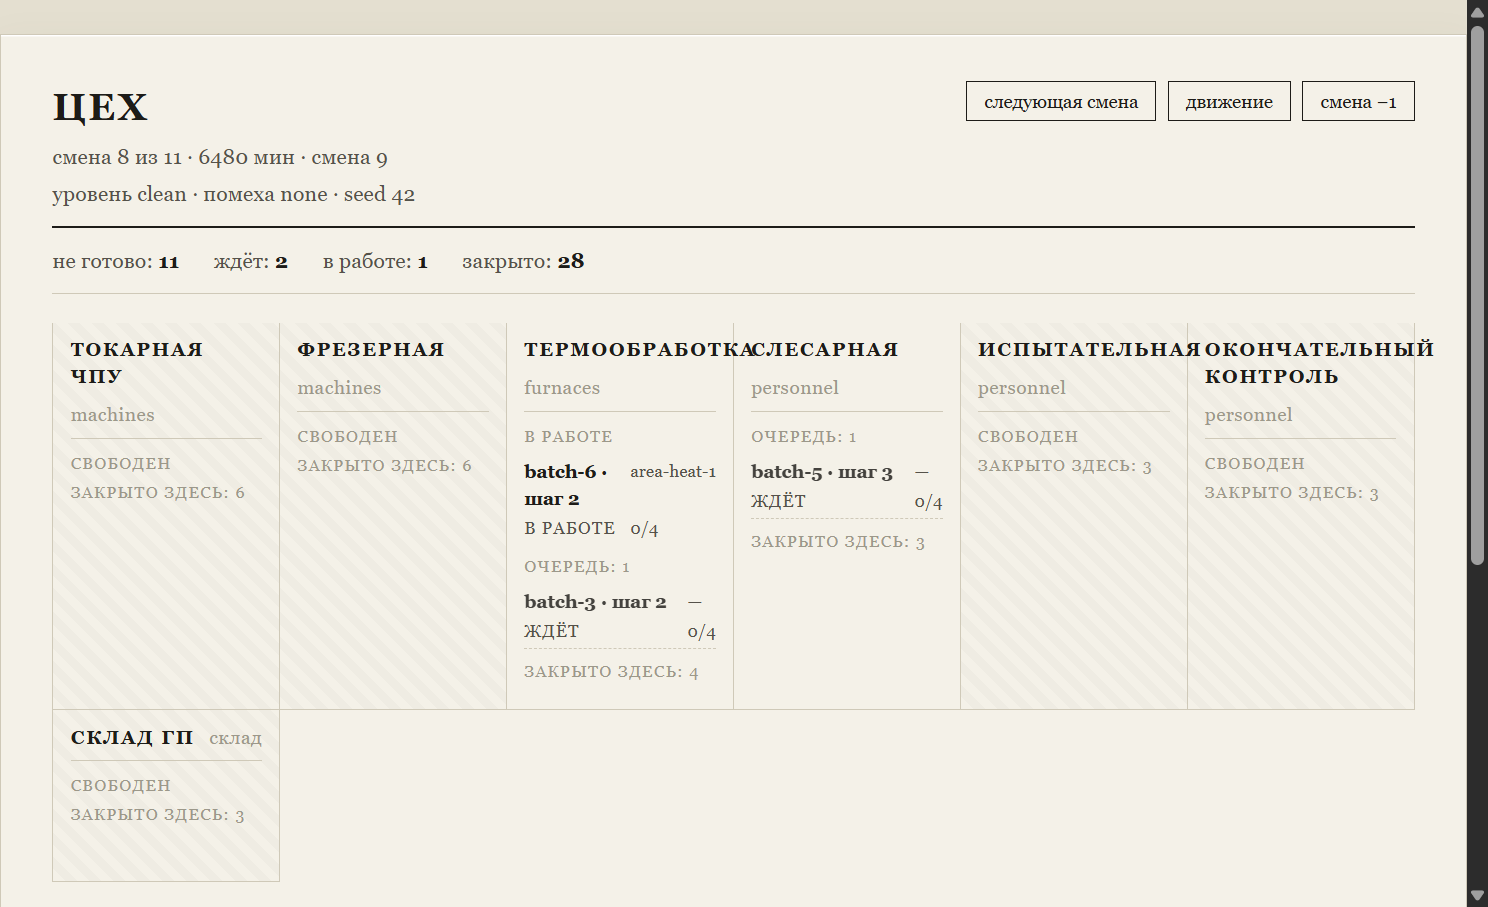 ЦЕХ
следующая смена
движение
смена −1
смена 8 из 11 · 6480 мин · смена 9
уровень clean · помеха none · seed 42
не готово: 11 ждёт: 2 в работе: 1 закрыто: 28
ТОКАРНАЯ
ЧПУ
machines
СВОБОДЕН
ЗАКРЫТО ЗДЕСЬ: 6
ФРЕЗЕРНАЯ
machines
СВОБОДЕН
ЗАКРЫТО ЗДЕСЬ: 6
ТЕРМООБРАБОТКА
furnaces
В РАБОТЕ
batch-6 · area-heat-1
шаг 2
В РАБОТЕ 0/4
ОЧЕРЕДЬ: 1
batch-3 · шаг 2 —
ЖДЁТ 0/4
ЗАКРЫТО ЗДЕСЬ: 4
СЛЕСАРНАЯ
personnel
ОЧЕРЕДЬ: 1
batch-5 · шаг 3 —
ЖДЁТ 0/4
ЗАКРЫТО ЗДЕСЬ: 3
ИСПЫТАТЕЛЬНАЯ
personnel
СВОБОДЕН
ЗАКРЫТО ЗДЕСЬ: 3
ОКОНЧАТЕЛЬНЫЙ
КОНТРОЛЬ
personnel
СВОБОДЕН
ЗАКРЫТО ЗДЕСЬ: 3
СКЛАД ГП склад
СВОБОДЕН
ЗАКРЫТО ЗДЕСЬ: 3